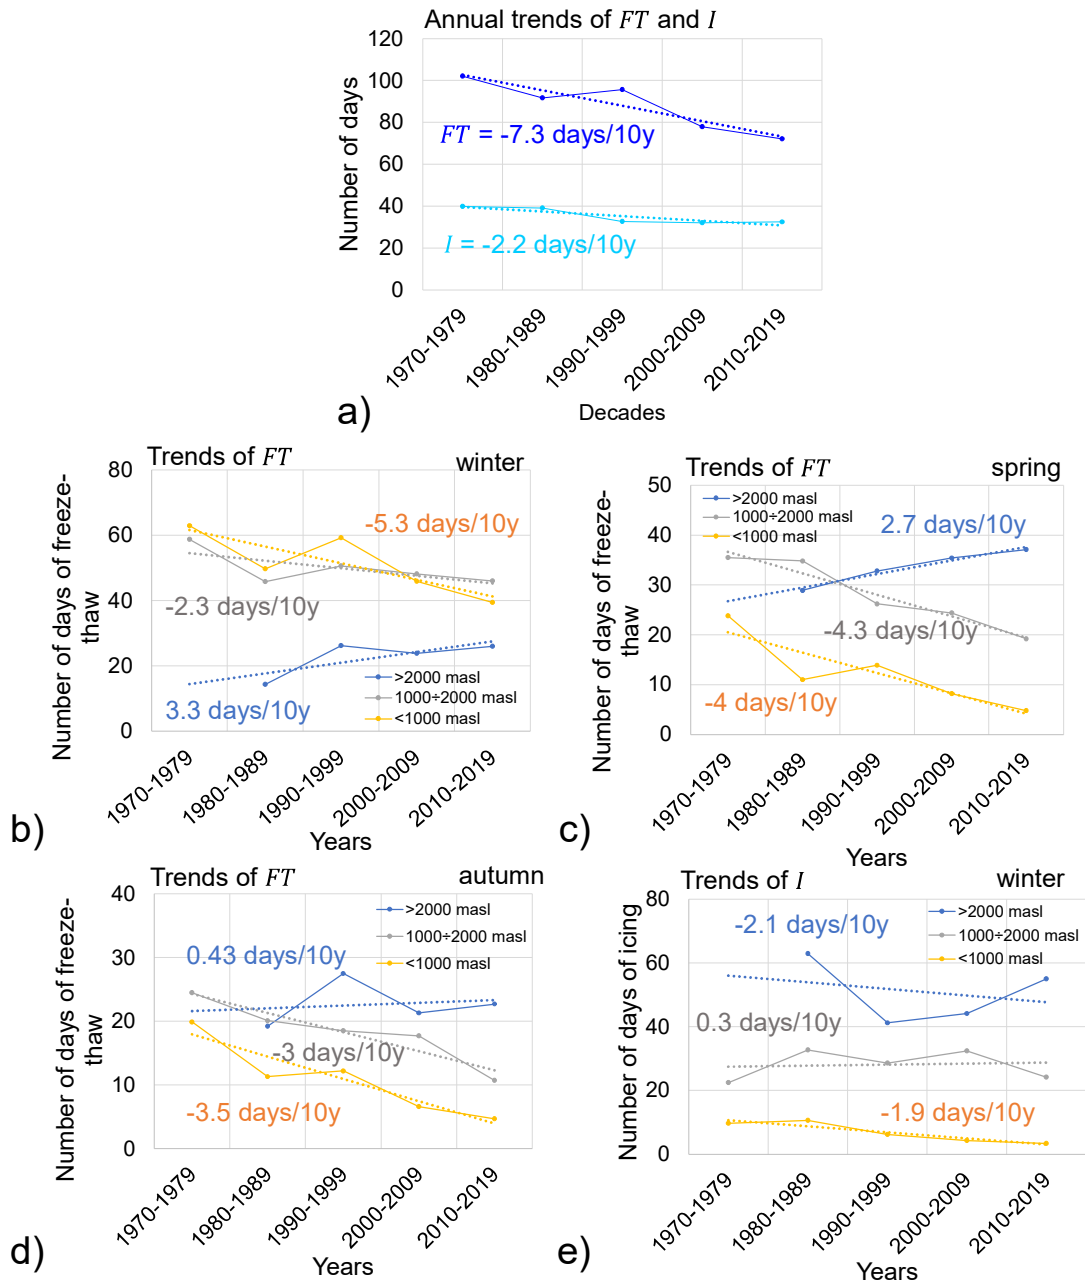 Annual trends of FT and I
Number of days
120
100
80
60
40
20
0
FT = -7.3 days/10y
I = -2.2 days/10y
1970-1979
1980-1989
1990-1999
2000-2009
2010-2019
Decades
a)
Trends of FT
winter
Number of days of freeze-
thaw
80
60
40
20
0
-5.3 days/10y
-2.3 days/10y
3.3 days/10y
>2000 masl
1000÷2000 masl
<1000 masl
1970-1979
1980-1989
1990-1999
2000-2009
2010-2019
Years
b)
Trends of FT
spring
Number of days of freeze-
thaw
50
40
30
20
10
0
>2000 masl
1000÷2000 masl
<1000 masl
2.7 days/10y
-4.3 days/10y
-4 days/10y
1970-1979
1980-1989
1990-1999
2000-2009
2010-2019
Years
c)
Trends of FT
autumn
Number of days of freeze-
thaw
40
30
20
10
0
>2000 masl
1000÷2000 masl
<1000 masl
0.43 days/10y
-3 days/10y
-3.5 days/10y
1970-1979
1980-1989
1990-1999
2000-2009
2010-2019
Years
d)
Trends of I
winter
Number of days of icing
80
60
40
20
0
>2000 masl
1000÷2000 masl
<1000 masl
-2.1 days/10y
0.3 days/10y
-1.9 days/10y
1970-1979
1980-1989
1990-1999
2000-2009
2010-2019
Years
e)